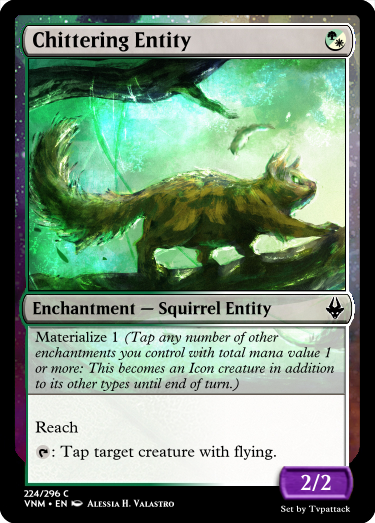 Chittering Entity
Enchantment — Squirrel Entity
Materialize 1 (Tap any number of other
enchantments you control with total mana value 1
or more: This becomes an Icon creature in addition
to its other types until end of turn.)
Reach
: Tap target creature with flying.
2/2
224/296 C
VNM • EN Alessia H. Valastro
Set by Tvpattack